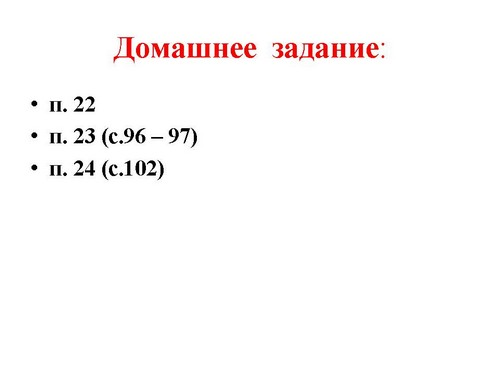 Домашнее задание:
• п. 22
• п. 23 (с.96 – 97)
• п. 24 (с.102)